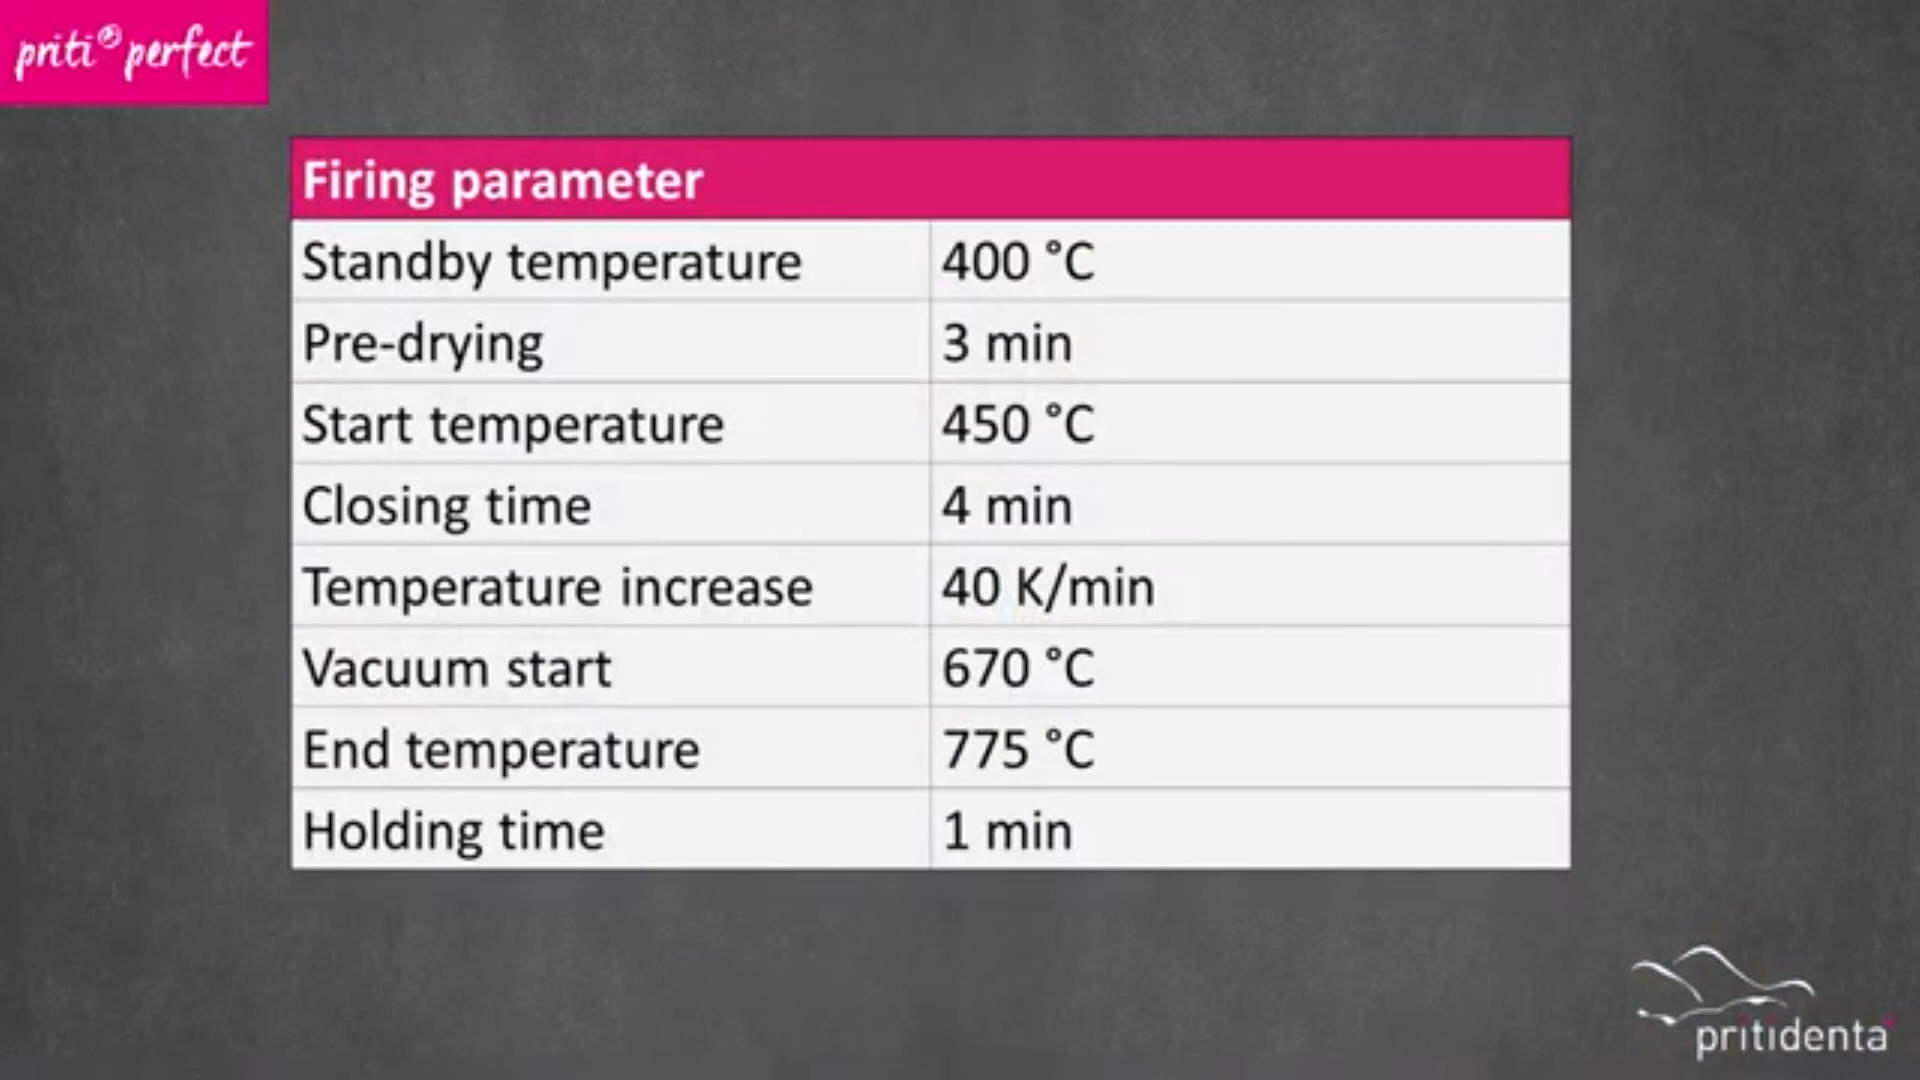 priti® perfect
Firing parameter
Standby temperature 400 °C
Pre-drying 3 min
Start temperature 450 °C
Closing time 4 min
Temperature increase 40 K/min
Vacuum start 670 °C
End temperature 775 °C
Holding time 1 min
pritidenta